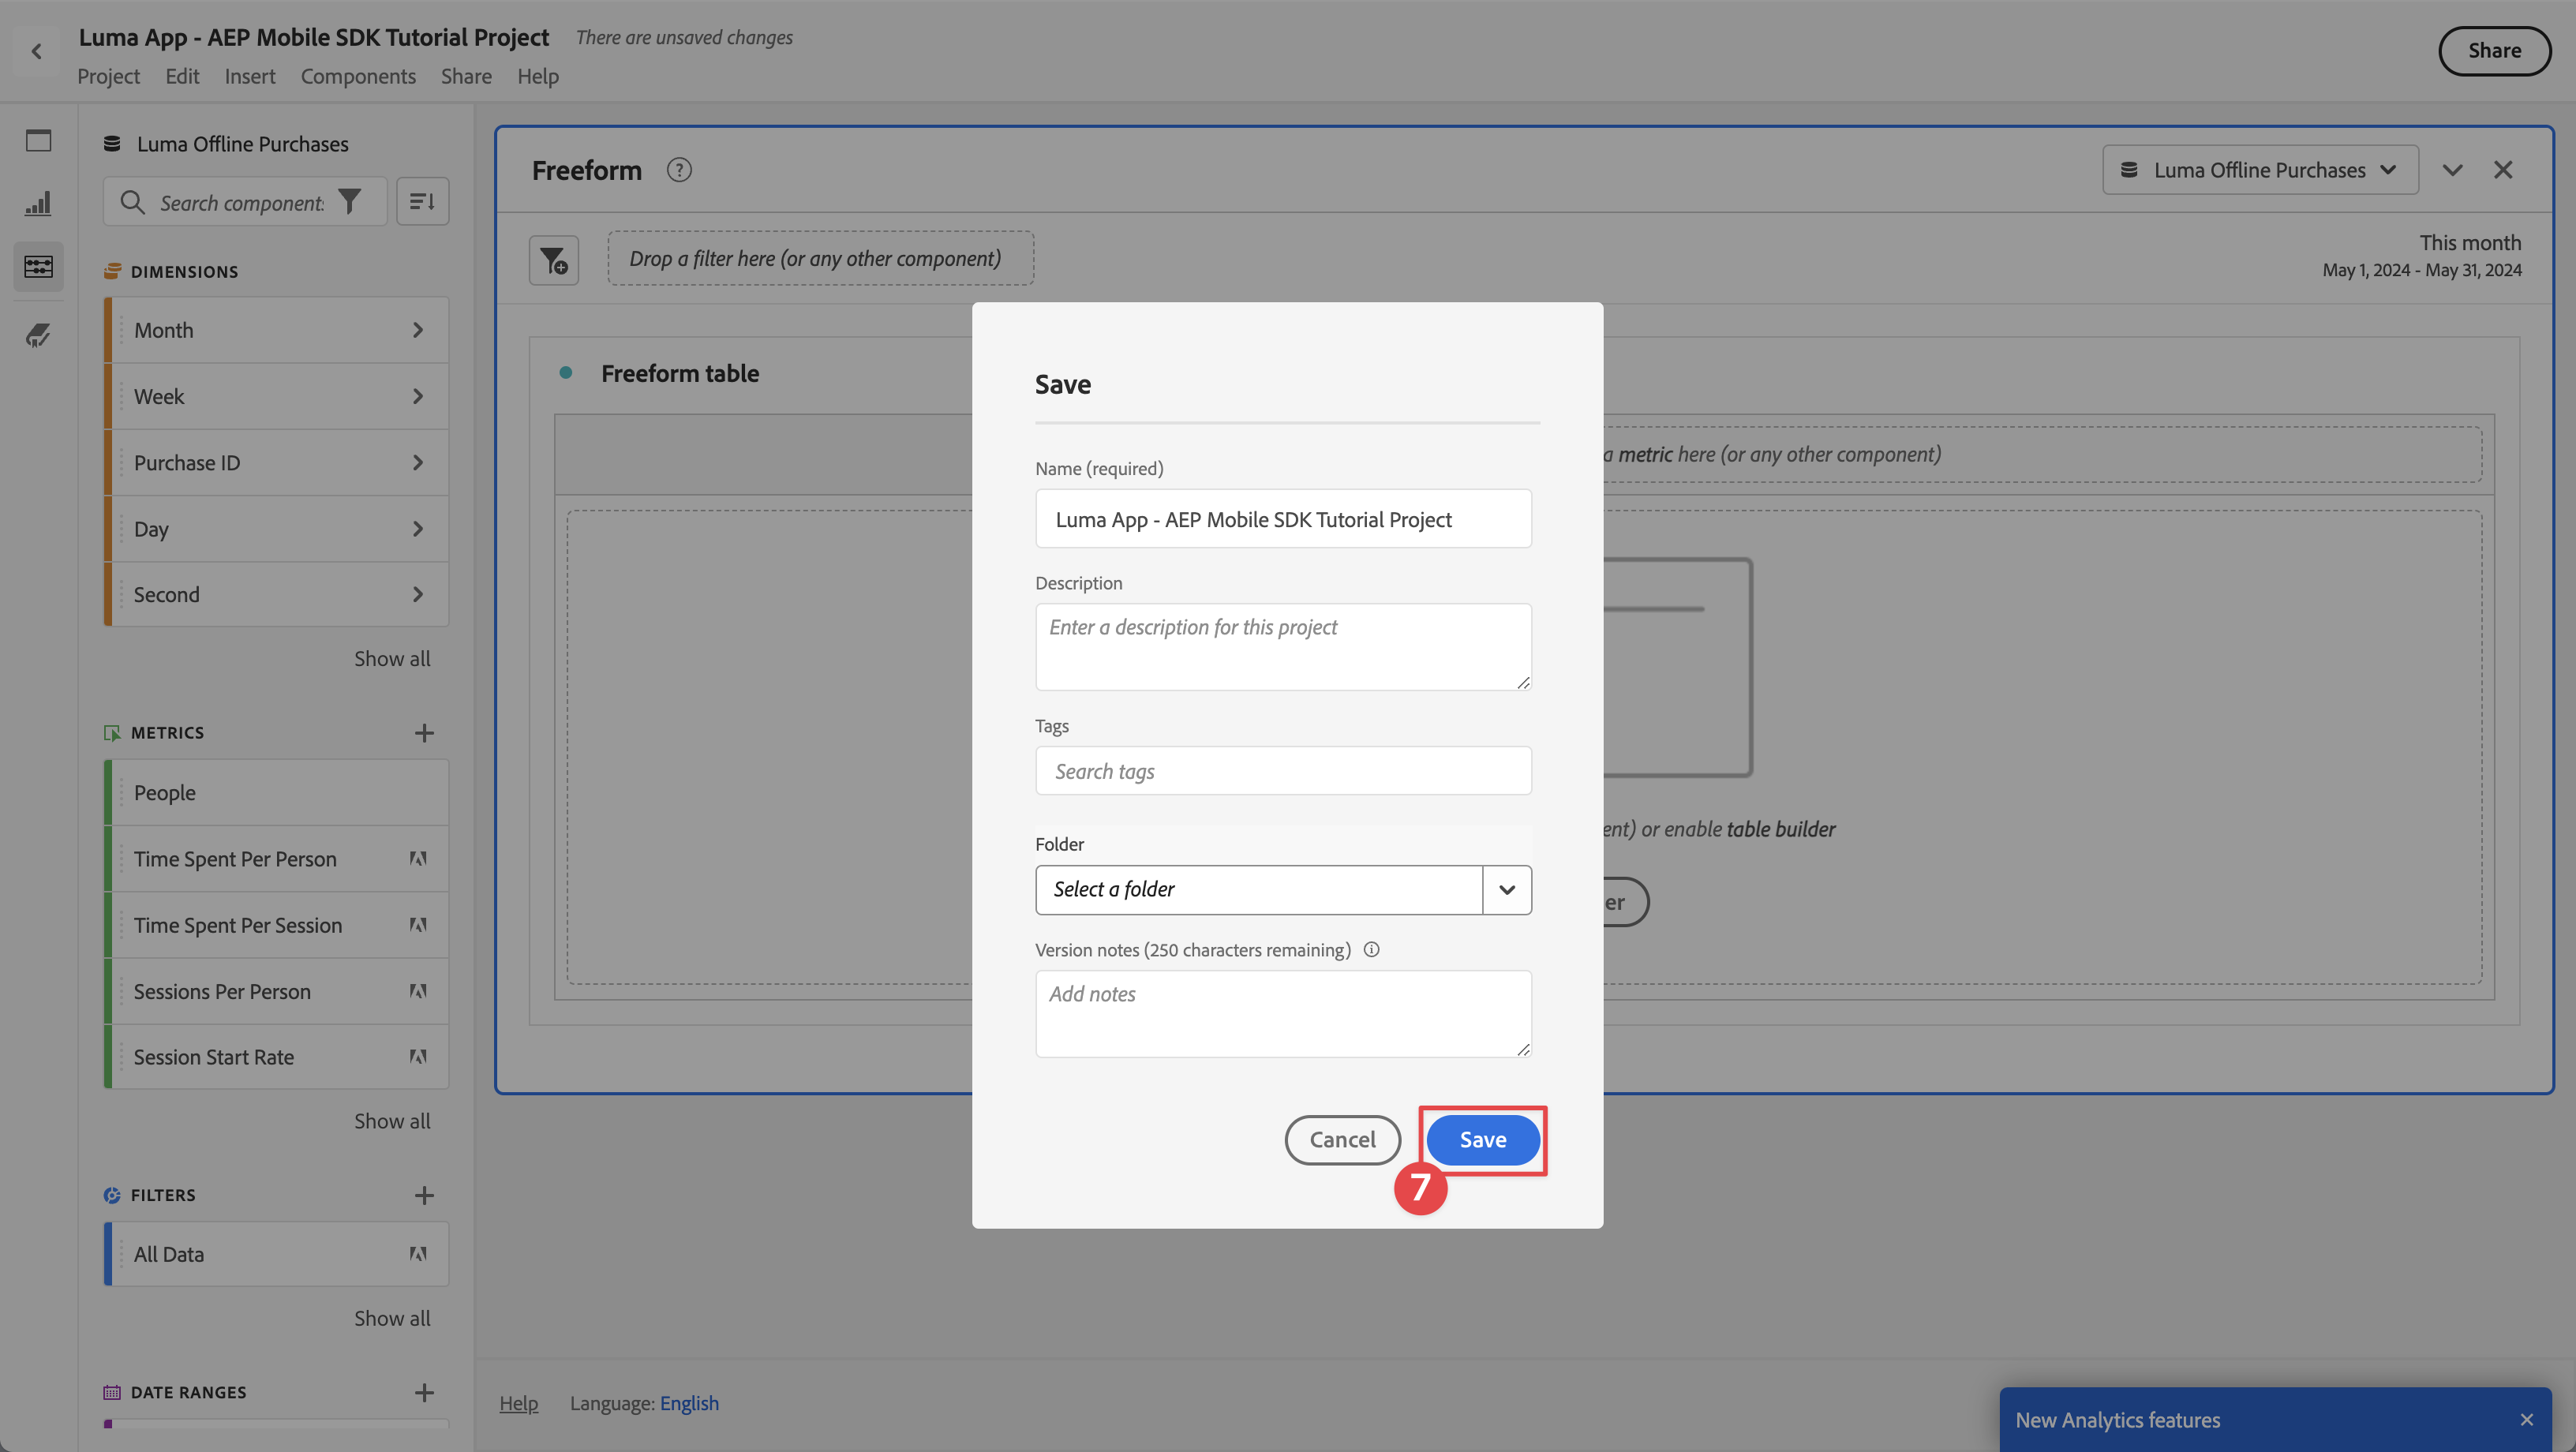 Luma App - AEP Mobile SDK Tutorial Project
There are unsaved changes
Project Edit Insert Components Share Help
Share
Luma Offline Purchases
Search component
DIMENSIONS
Month
Week
Purchase ID
Day
Second
Show all
METRICS
People
Time Spent Per Person
Time Spent Per Session
Sessions Per Person
Session Start Rate
Show all
FILTERS
All Data
Show all
DATE RANGES
Freeform
Luma Offline Purchases
Drop a filter here (or any other component)
This month
May 1, 2024 - May 31, 2024
Freeform table
a metric here (or any other component)
ent) or enable table builder
er
Save
Name (required)
Luma App - AEP Mobile SDK Tutorial Project
Description
Enter a description for this project
Tags
Search tags
Folder
Select a folder
Version notes (250 characters remaining)
Add notes
Cancel
Save
7
Help Language: English
New Analytics features